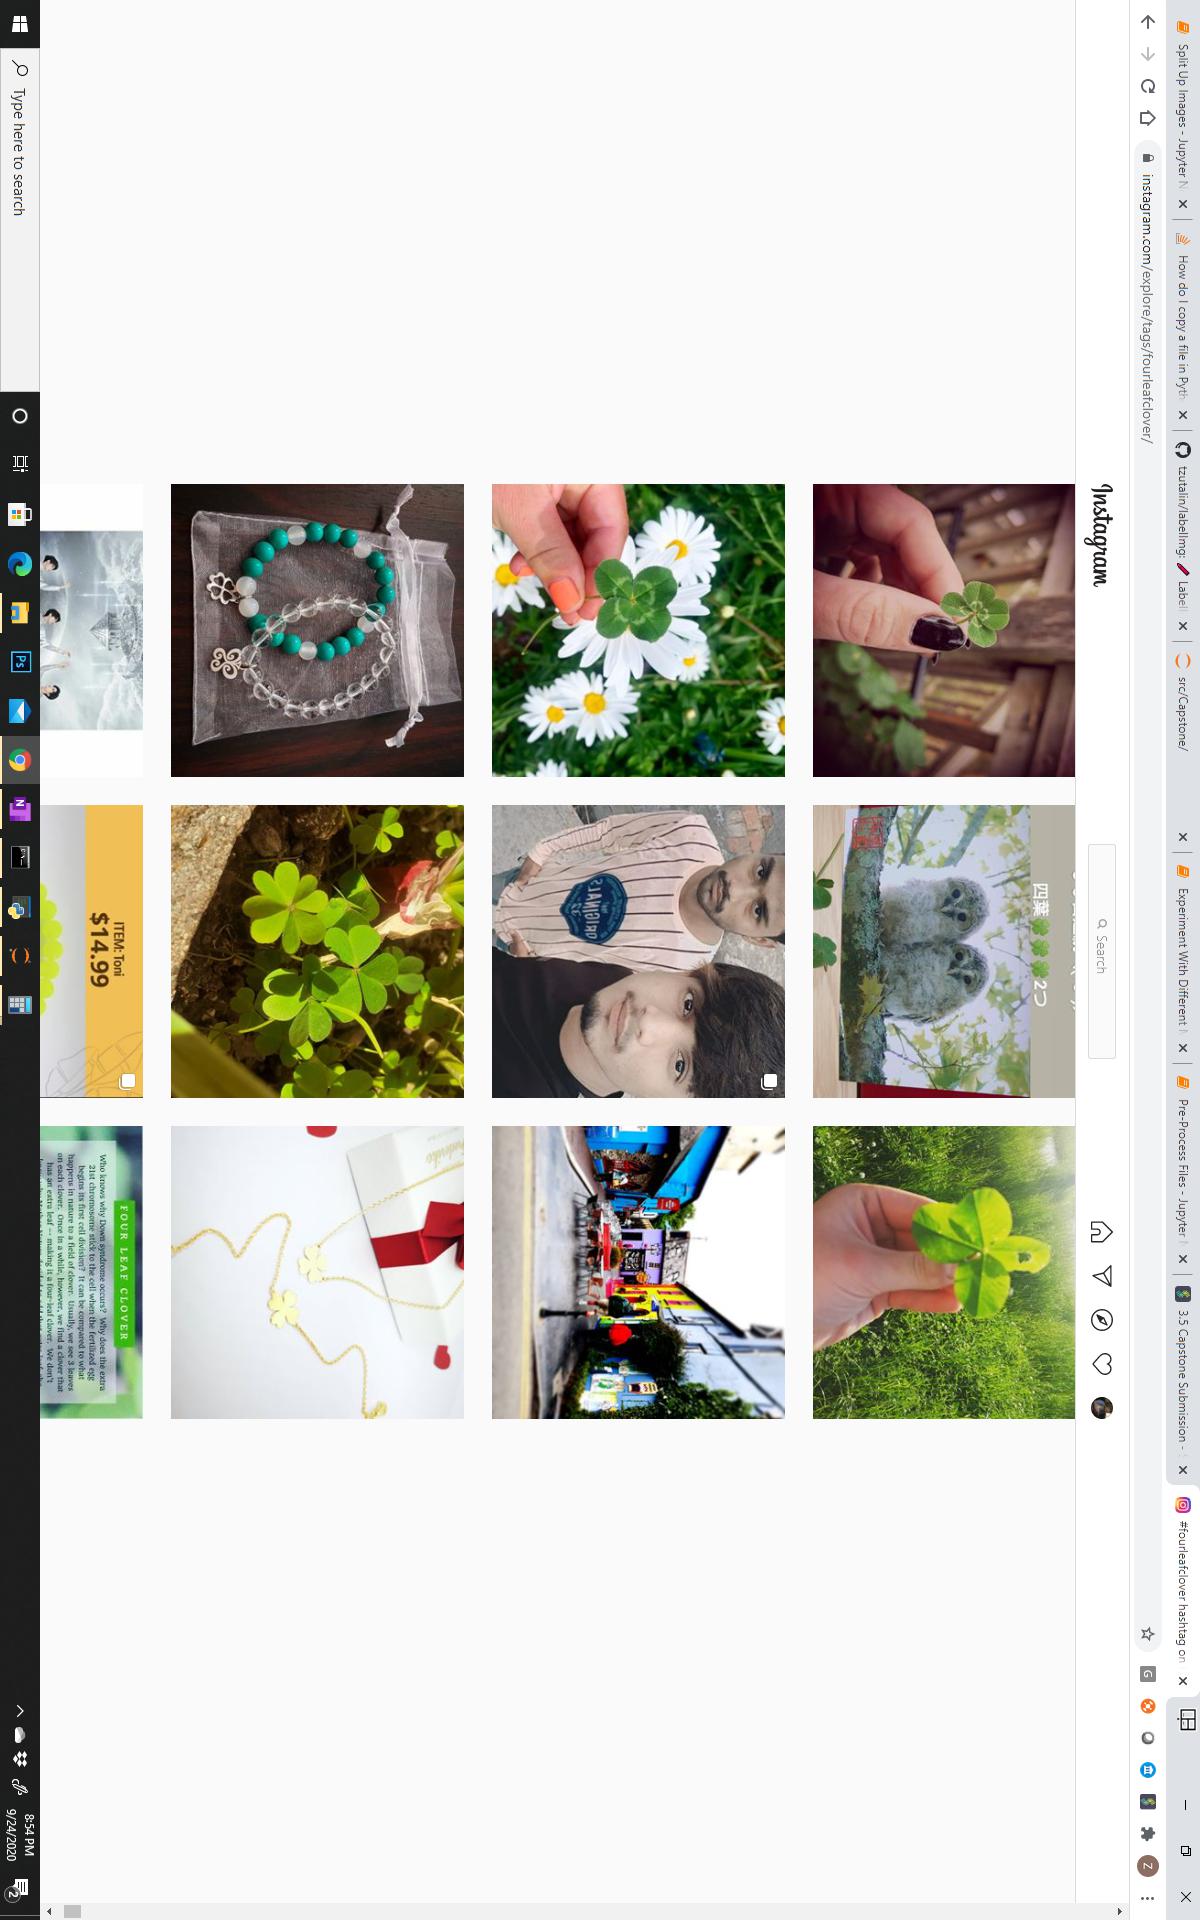 Split Up Images - Jupyter N
How do I copy a file in Pyth
tzutalin/labelImg: Labell
src/Capstone/
Experiment With Different
Pre-Process Files - Jupyter
3.5 Capstone Submission -
#fourleafclover hashtag on
instagram.com/explore/tags/fourleafclover/
G
Z
Instagram
Search
四葉🍀🍀🍀2つ
ITEM: Toni
$14.99
FOUR LEAF CLOVER
Who knows why Down syndrome occurs? Why does the extra
21st chromosome stick to the cell when the fertilized egg
begins its first cell division? It can be compared to what
happens in nature to a field of clover. Usually, we see 3 leaves
on each clover. Once in a while, however, we find a clover that
has an extra leaf -- making it a four-leaf clover. We don't
Type here to search
Ps
N
8:54 PM
9/24/2020
2